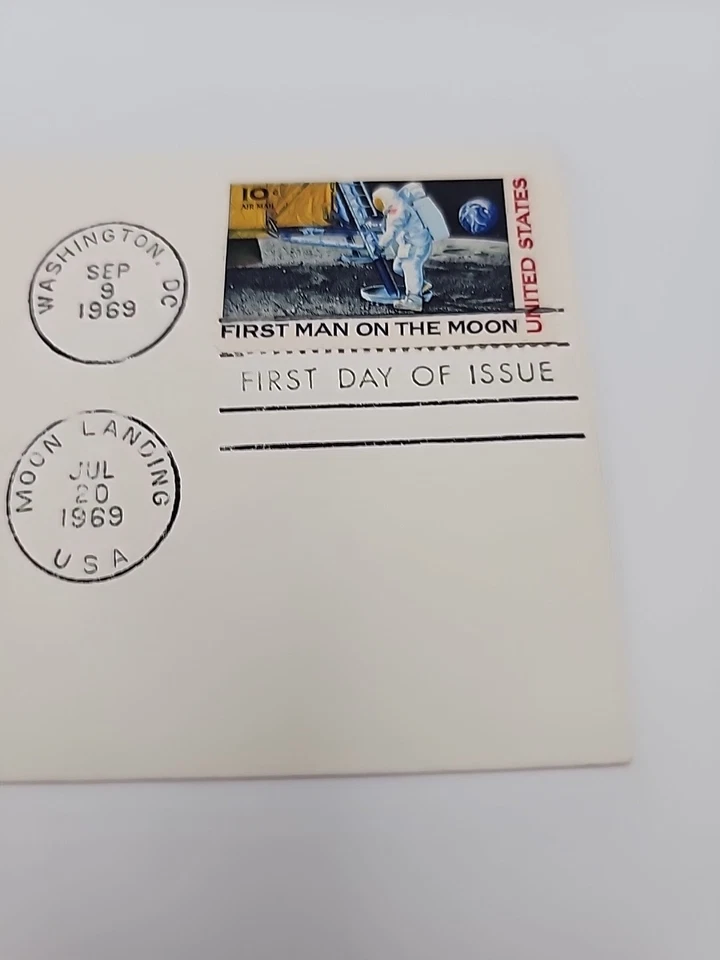 WASHINGTON, DC
SEP
9
1969
10¢
AIR MAIL
UNITED STATES
FIRST MAN ON THE MOON
FIRST DAY OF ISSUE
MOON LANDING
JUL
20
1969
USA